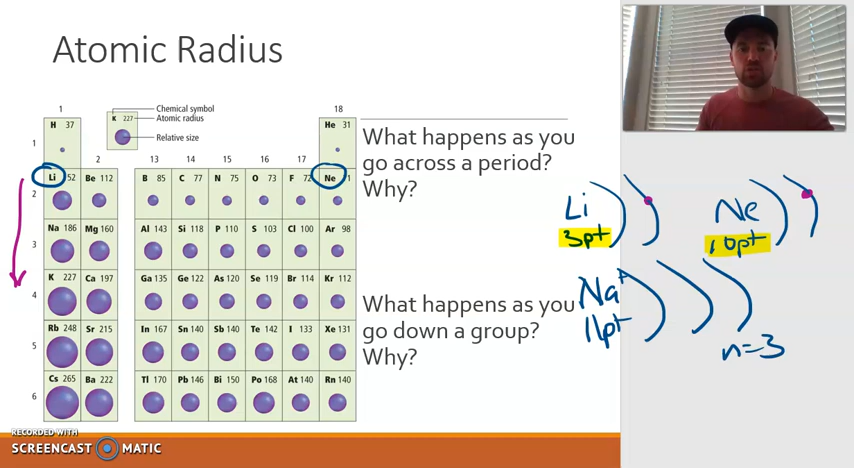 Atomic Radius
1
18
Chemical symbol
K 227
Atomic radius
Relative size
H 37
He 31
1
2
13
14
15
16
17
Li 52
Be 112
B 85
C 77
N 75
O 73
F 72
Ne 1
2
Na 186
Mg 160
Al 143
Si 118
P 110
S 103
Cl 100
Ar 98
3
K 227
Ca 197
Ga 135
Ge 122
As 120
Se 119
Br 114
Kr 112
4
Rb 248
Sr 215
In 167
Sn 140
Sb 140
Te 142
I 133
Xe 131
5
Cs 265
Ba 222
Tl 170
Pb 146
Bi 150
Po 168
At 140
Rn 140
6
What happens as you
go across a period?
Why?
What happens as you
go down a group?
Why?
Li
3pt
Ne
10pt
Na
11pt
n=3
RECORDED WITH
SCREENCAST MATIC